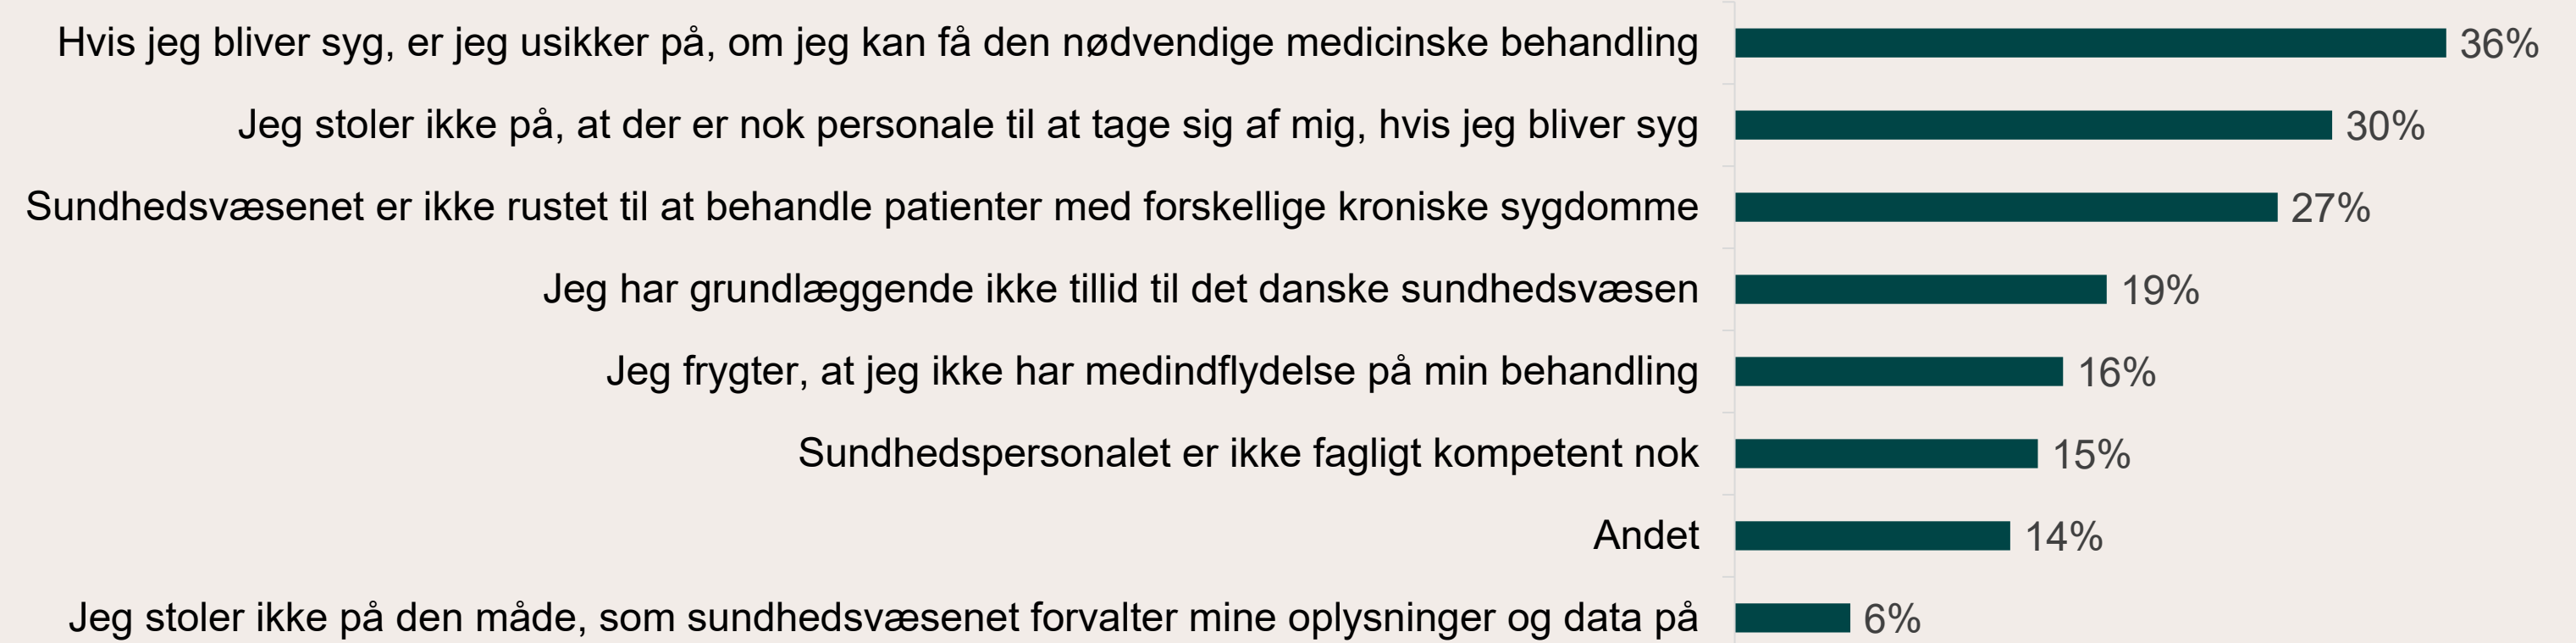 Hvis jeg bliver syg, er jeg usikker på, om jeg kan få den nødvendige medicinske behandling 36%
Jeg stoler ikke på, at der er nok personale til at tage sig af mig, hvis jeg bliver syg 30%
Sundhedsvæsenet er ikke rustet til at behandle patienter med forskellige kroniske sygdomme 27%
Jeg har grundlæggende ikke tillid til det danske sundhedsvæsen 19%
Jeg frygter, at jeg ikke har medindflydelse på min behandling 16%
Sundhedspersonalet er ikke fagligt kompetent nok 15%
Andet 14%
Jeg stoler ikke på den måde, som sundhedsvæsenet forvalter mine oplysninger og data på 6%